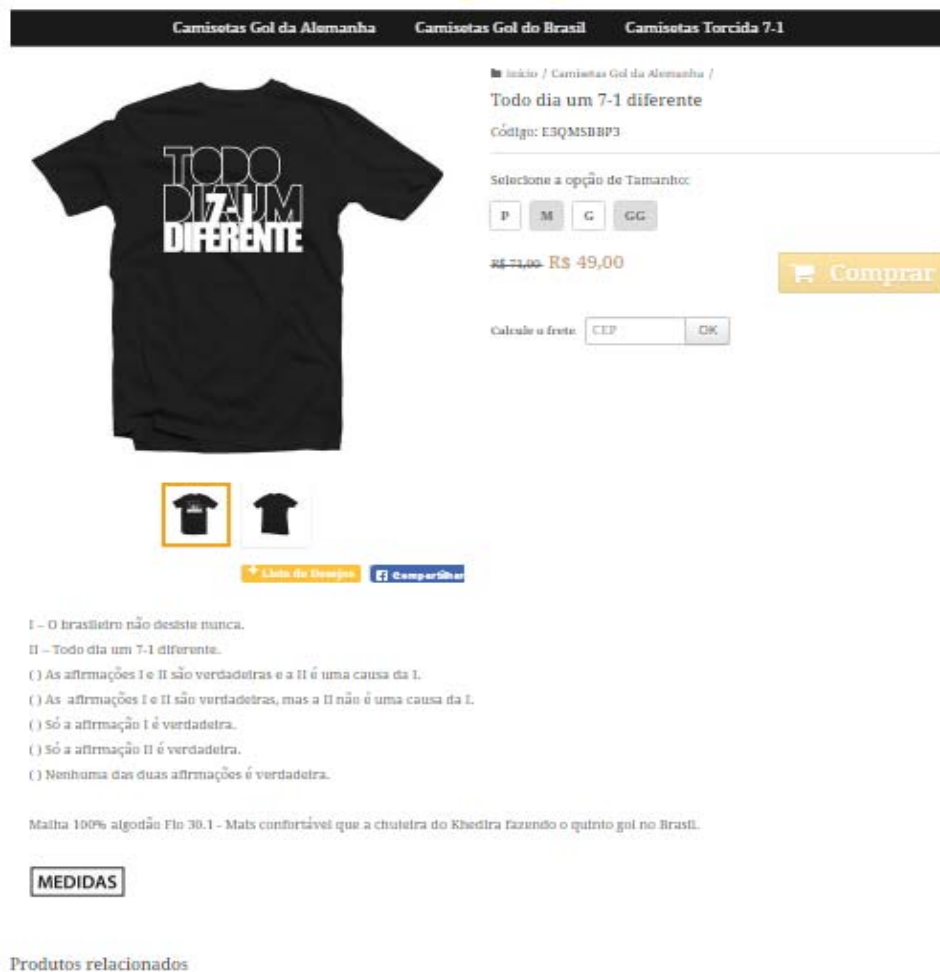 Camisetas Gol da Alemanha Camisetas Gol do Brasil Camisetas Torcida 7-1
início / Camisetas Gol da Alemanha /
Todo dia um 7-1 diferente
Código: E3QMSBBP3
Selecione a opção de Tamanho:
P M G GG
R$ 71,00 R$ 49,00
Comprar
Calcule o frete CEP OK
TODO
DIA UM
7-1
DIFERENTE
+ Lista de Desejos Compartilhar
I – O brasileiro não desiste nunca.
II – Todo dia um 7-1 diferente.
( ) As afirmações I e II são verdadeiras e a II é uma causa da I.
( ) As afirmações I e II são verdadeiras, mas a II não é uma causa da I.
( ) Só a afirmação I é verdadeira.
( ) Só a afirmação II é verdadeira.
( ) Nenhuma das duas afirmações é verdadeira.
Malha 100% algodão Fio 30.1 - Mais confortável que a chuteira do Khedira fazendo o quinto gol no Brasil.
MEDIDAS
Produtos relacionados